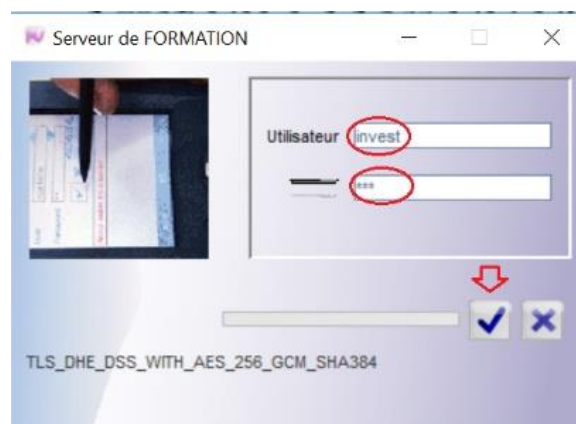 Serveur de FORMATION
Utilisateur invest
***
TLS_DHE_DSS_WITH_AES_256_GCM_SHA384